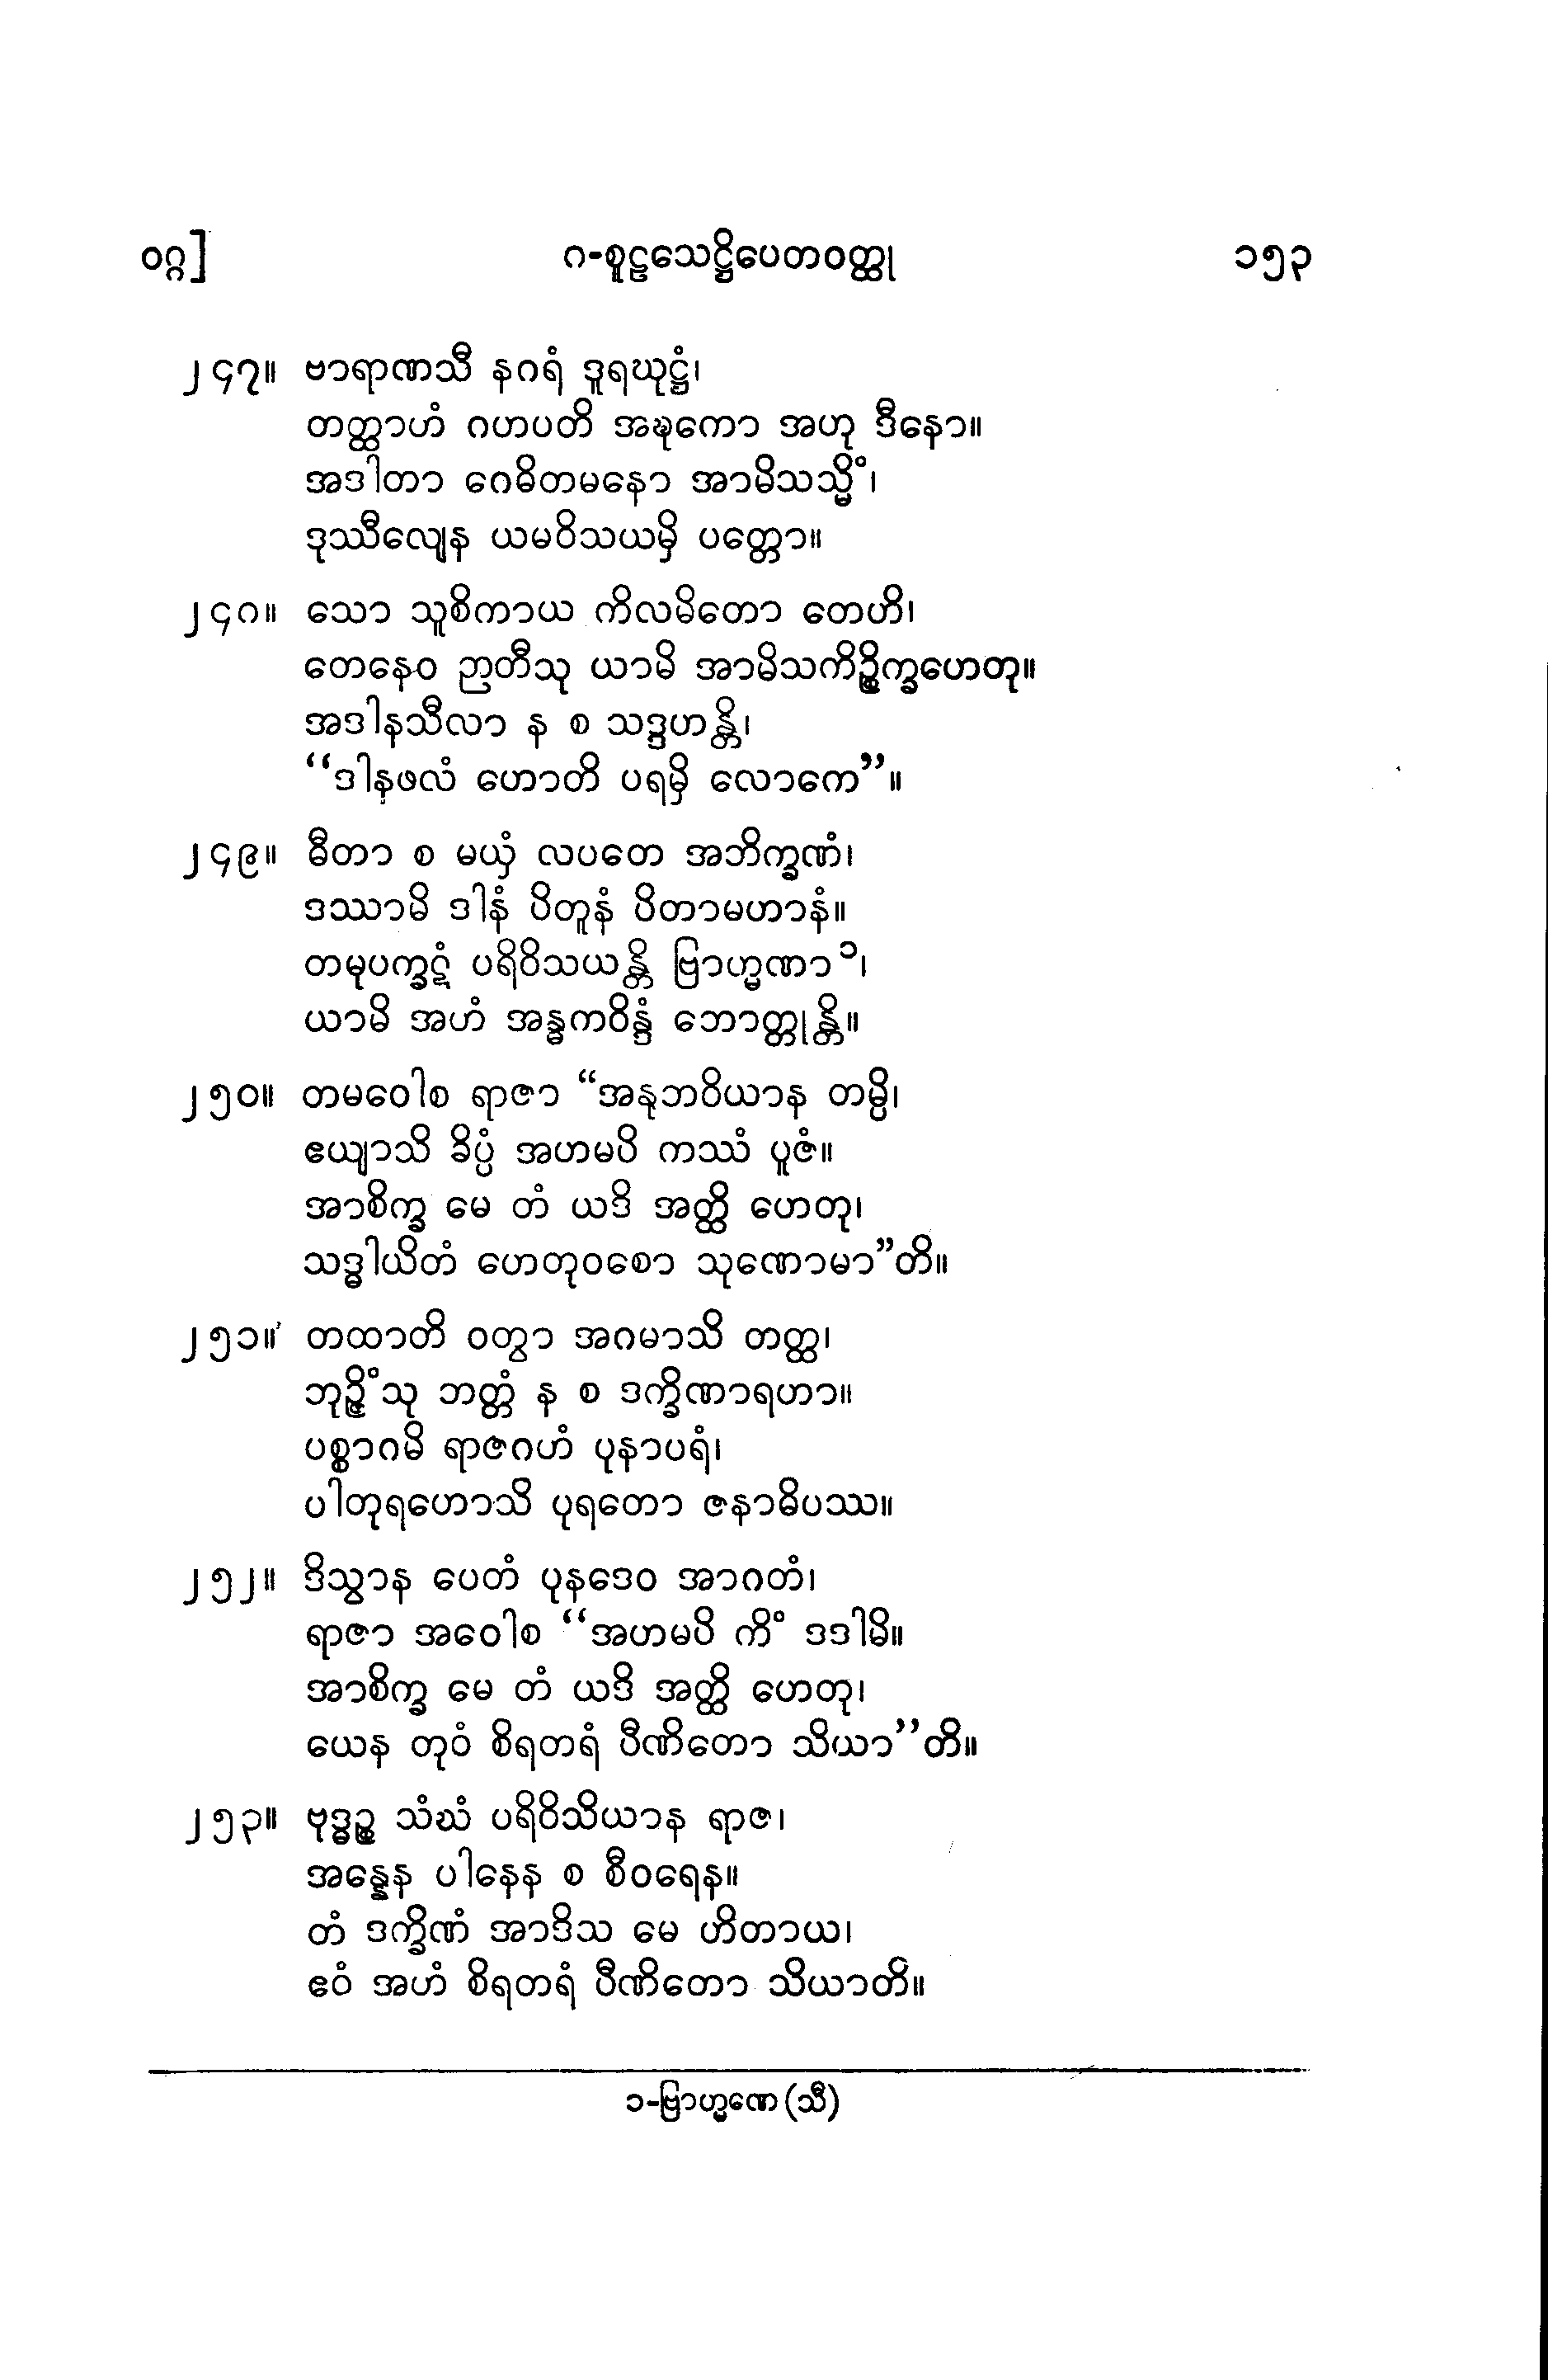 ဝဂ္ဂ]	ဂ-စူဠသေဋ္ဌိပေတဝတ္ထု	၁၅၃
၂၄၇။ ဗာရာဏသီ နဂရံ ဒူရဃုဋ္ဌံ၊
တတ္ထာဟံ ဂဟပတိ အဍ္ဎကော အဟု ဒီနော။
အဒါတာ ဂေဓိတမနော အာမိသသ္မိံ၊
ဒုဿီလျေန ယမဝိသယမှိ ပတ္တော။
၂၄၈။ သော သူစိကာယ ကိလမိတော တေဟိ၊
တေနေဝ ဉာတီသု ယာမိ အာမိသကိဉ္စိက္ခဟေတု။
အဒါနသီလာ န စ သဒ္ဒဟန္တိ၊
“ဒါနဖလံ ဟောတိ ပရမှိ လောကေ”။
၂၄၉။ ဓီတာ စ မယှံ လပတေ အဘိက္ခဏံ၊
ဒဿာမိ ဒါနံ ပိတူနံ ပိတာမဟာနံ။
တမုပက္ခဋံ ပရိဝိသယန္တိ ဗြာဟ္မဏာ ၁၊
ယာမိ အဟံ အန္ဓကဝိန္ဒံ ဘောတ္တုန္တိ။
၂၅၀။ တမဝေါစ ရာဇာ “အနုဘဝိယာန တမ္ပိ၊
ဧယျာသိ ခိပ္ပံ အဟမပိ ကဿံ ပူဇံ။
အာစိက္ခ မေ တံ ယဒိ အတ္ထိ ဟေတု၊
သဒ္ဓါယိတံ ဟေတုဝစော သုဏောမာ”တိ။
၂၅၁။ တထာတိ ဝတွာ အဂမာသိ တတ္ထ၊
ဘုဉ္ဇိံသု ဘတ္တံ န စ ဒက္ခိဏာရဟာ။
ပစ္စာဂမိ ရာဇဂဟံ ပုနာပရံ၊
ပါတုရဟောသိ ပုရတော ဇနာဓိပဿ။
၂၅၂။ ဒိသွာန ပေတံ ပုနဒေဝ အာဂတံ၊
ရာဇာ အဝေါစ “အဟမပိ ကိံ ဒဒါမိ။
အာစိက္ခ မေ တံ ယဒိ အတ္ထိ ဟေတု၊
ယေန တုဝံ စိရတရံ ပီဏိတော သိယာ”တိ။
၂၅၃။ ဗုဒ္ဓဉ္စ သံဃံ ပရိဝိသိယာန ရာဇ၊
အန္နေန ပါနေန စ စီဝရေန။
တံ ဒက္ခိဏံ အာဒိသ မေ ဟိတာယ၊
ဧဝံ အဟံ စိရတရံ ပီဏိတော သိယာတိ။
၁-ဗြာဟ္မဏေ (သီ)